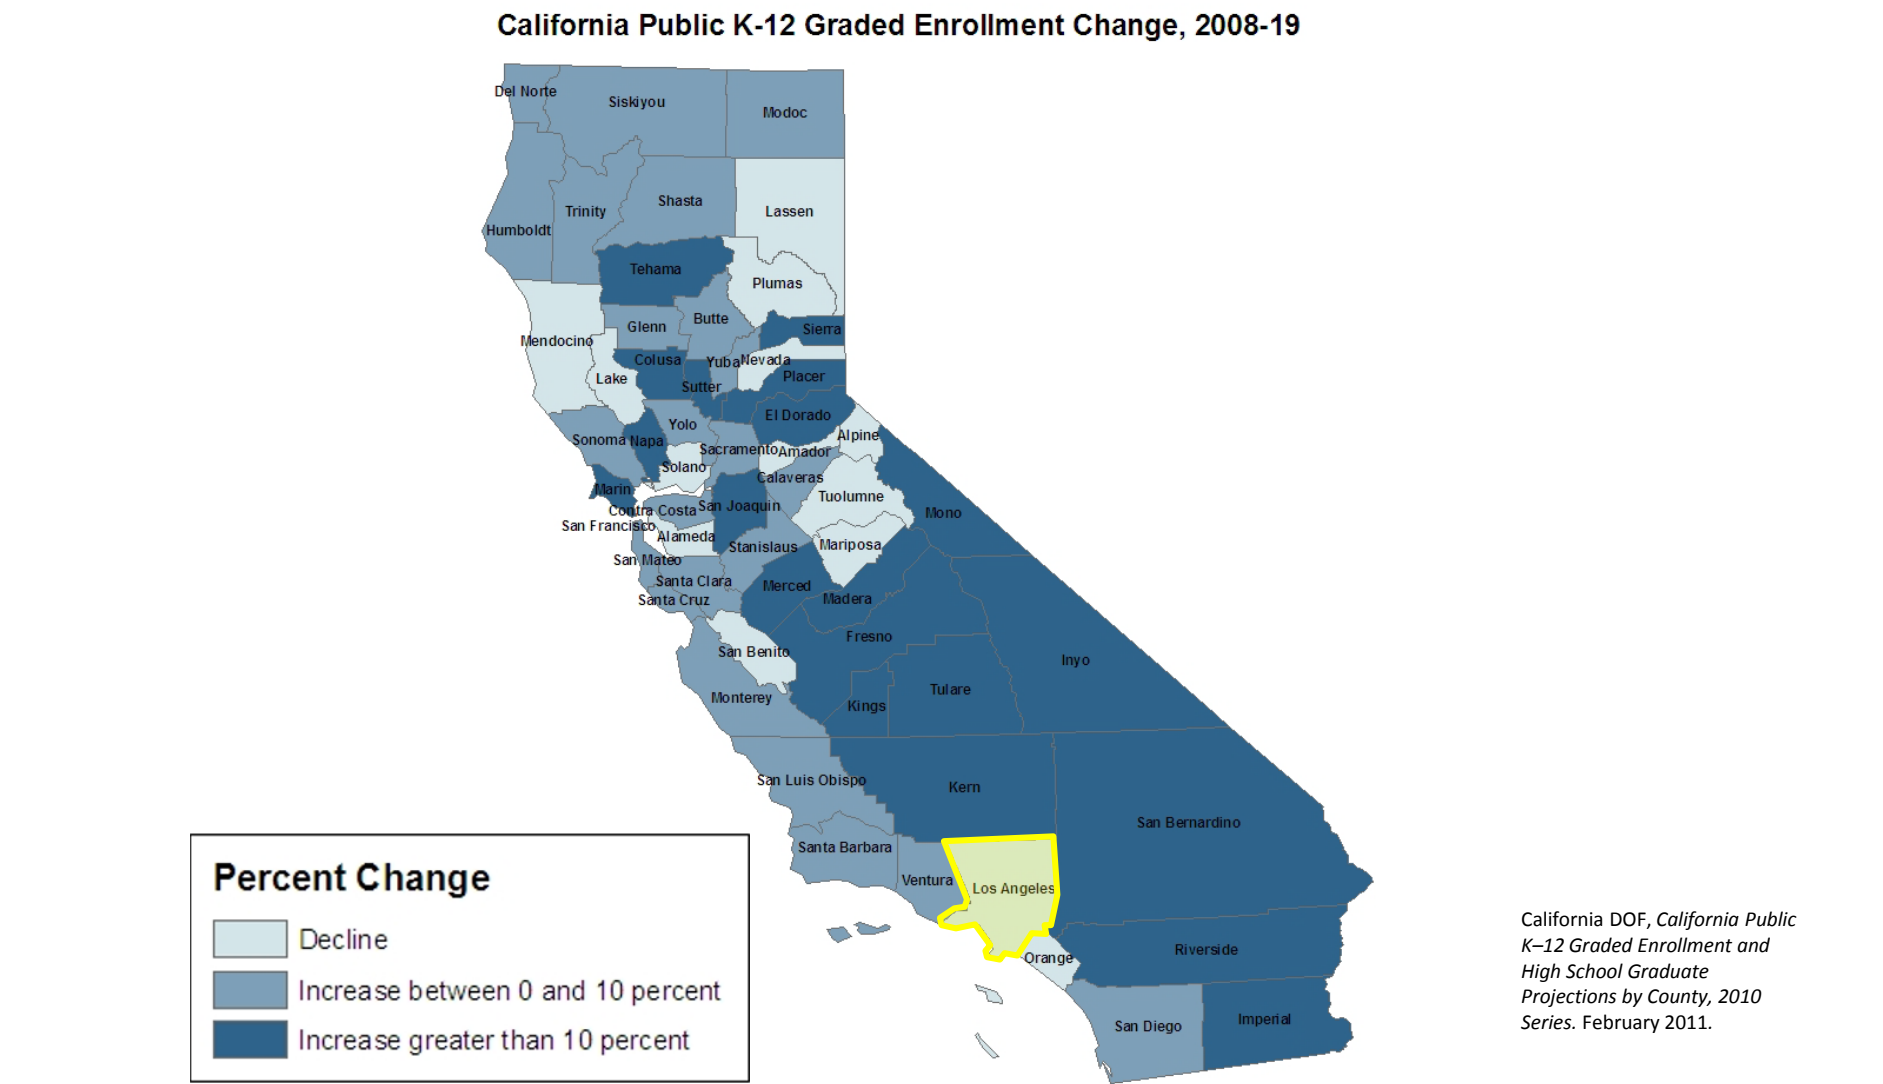 California Public K-12 Graded Enrollment Change, 2008-19
Del Norte
Siskiyou
Modoc
Shasta
Trinity
Lassen
Humboldt
Tehama
Plumas
Butte
Glenn
Sierra
Mendocino
Colusa
Yuba
Nevada
Lake
Sutter
Placer
El Dorado
Yolo
Alpine
Sonoma
Napa
Sacramento
Amador
Solano
Calaveras
Marin
Tuolumne
San Joaquin
Contra Costa
Mono
San Francisco
Alameda
Stanislaus
Mariposa
San Mateo
Santa Clara
Merced
Santa Cruz
Madera
Fresno
San Benito
Inyo
Tulare
Monterey
Kings
San Luis Obispo
Kern
San Bernardino
Santa Barbara
Ventura
Los Angeles
Riverside
Orange
San Diego
Imperial
Percent Change
Decline
Increase between 0 and 10 percent
Increase greater than 10 percent
California DOF, California Public
K–12 Graded Enrollment and
High School Graduate
Projections by County, 2010
Series. February 2011.